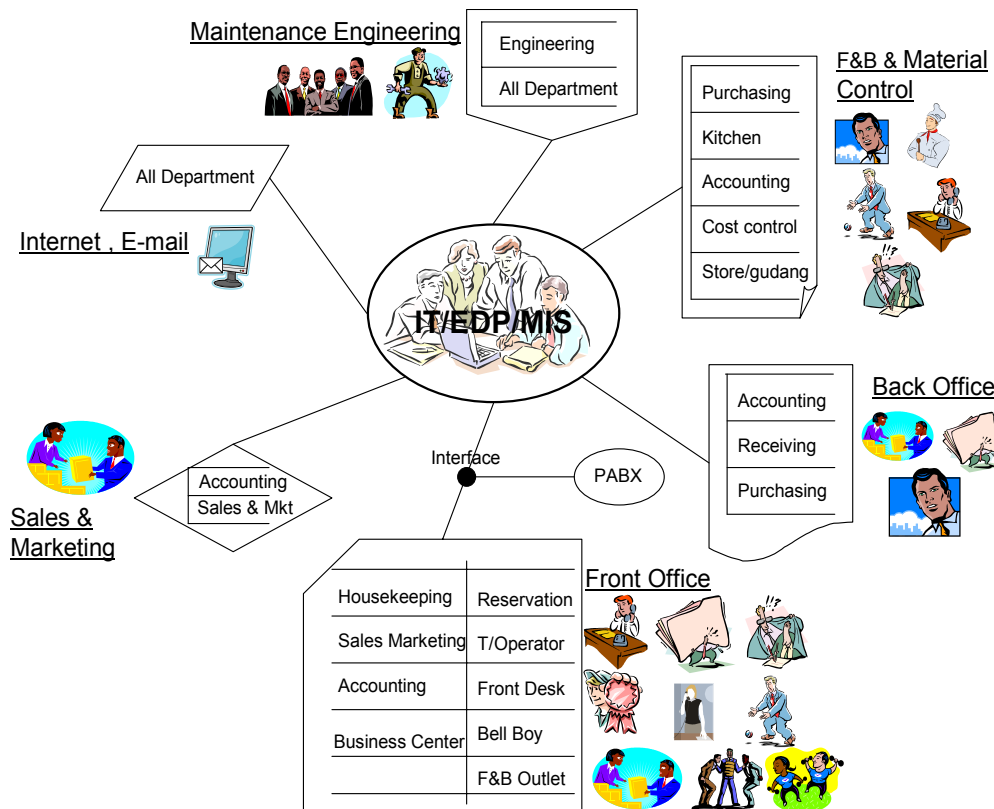 Maintenance Engineering
Engineering
All Department
F&B & Material
Control
Purchasing
Kitchen
Accounting
Cost control
Store/gudang
All Department
Internet , E-mail
IT/EDP/MIS
Back Office
Accounting
Receiving
Purchasing
Interface
PABX
Accounting
Sales & Mkt
Sales &
Marketing
Front Office
Housekeeping Reservation
Sales Marketing T/Operator
Accounting Front Desk
Business Center Bell Boy
F&B Outlet
!!?
!!?